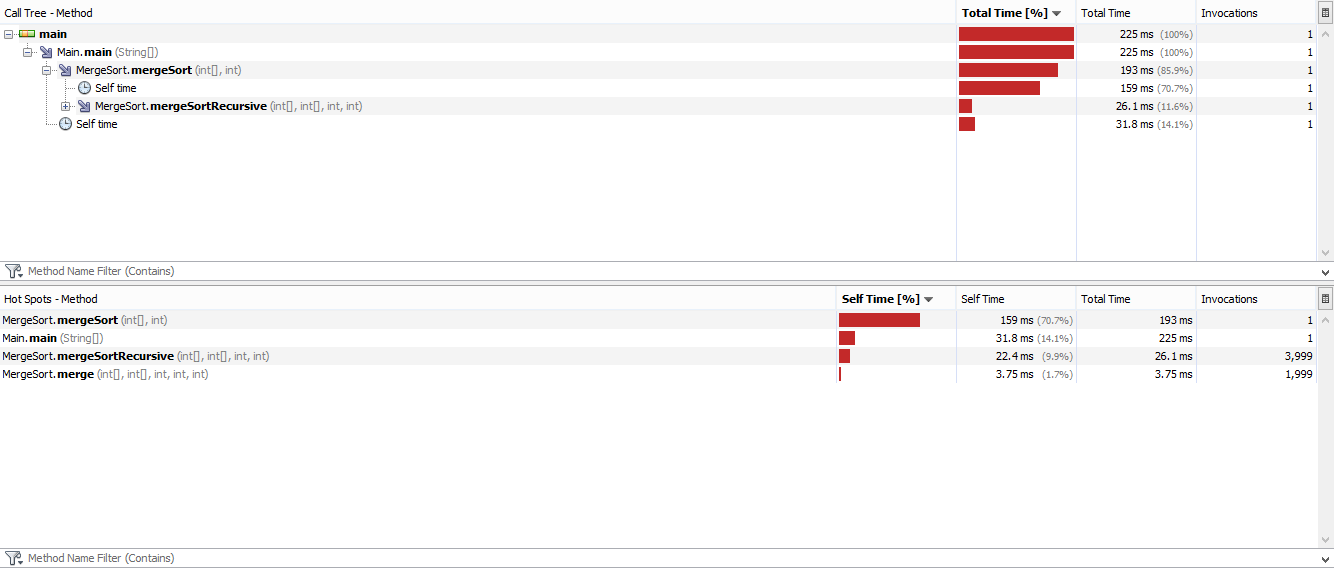 Call Tree - Method Total Time [%] Total Time Invocations
main 225 ms (100%) 1
Main.main (String[]) 225 ms (100%) 1
MergeSort.mergeSort (int[], int) 193 ms (85.9%) 1
Self time 159 ms (70.7%) 1
MergeSort.mergeSortRecursive (int[], int[], int, int) 26.1 ms (11.6%) 1
Self time 31.8 ms (14.1%) 1
Method Name Filter (Contains)
Hot Spots - Method Self Time [%] Self Time Total Time Invocations
MergeSort.mergeSort (int[], int) 159 ms (70.7%) 193 ms 1
Main.main (String[]) 31.8 ms (14.1%) 225 ms 1
MergeSort.mergeSortRecursive (int[], int[], int, int) 22.4 ms (9.9%) 26.1 ms 3,999
MergeSort.merge (int[], int[], int, int, int) 3.75 ms (1.7%) 3.75 ms 1,999
Method Name Filter (Contains)